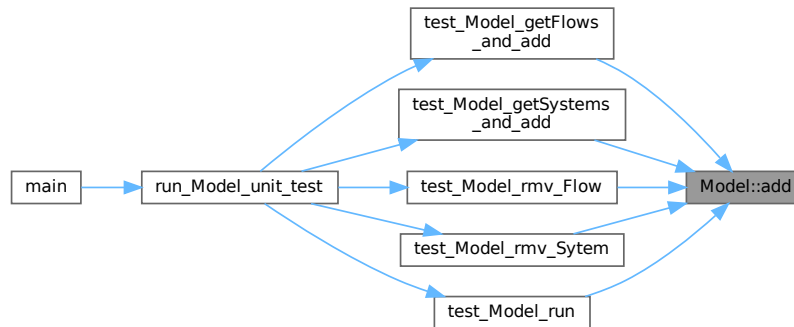 test_Model_getFlows
_and_add
test_Model_getSystems
_and_add
main
run_Model_unit_test
test_Model_rmv_Flow
Model::add
test_Model_rmv_Sytem
test_Model_run